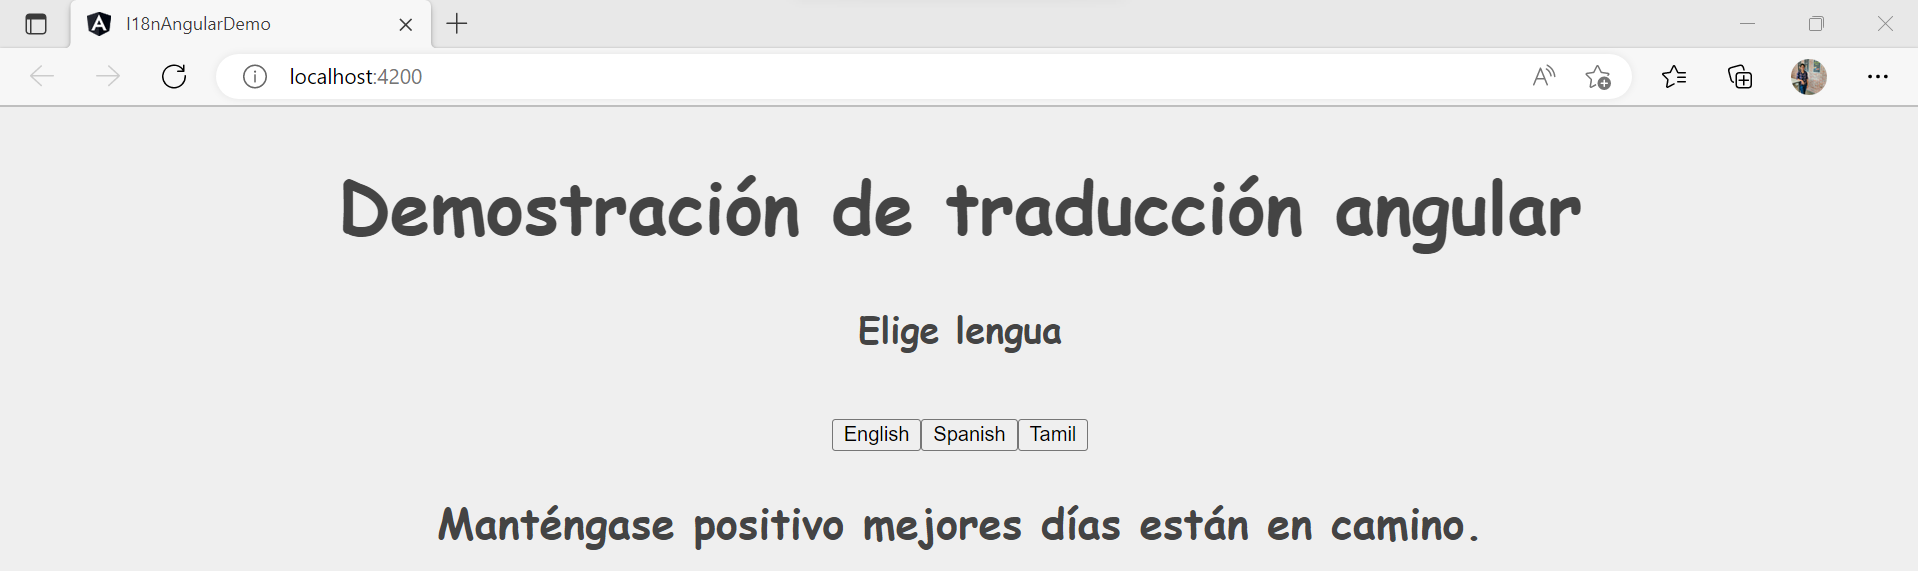 I18nAngularDemo
localhost:4200
Demostración de traducción angular
Elige lengua
English Spanish Tamil
Manténgase positivo mejores días están en camino.